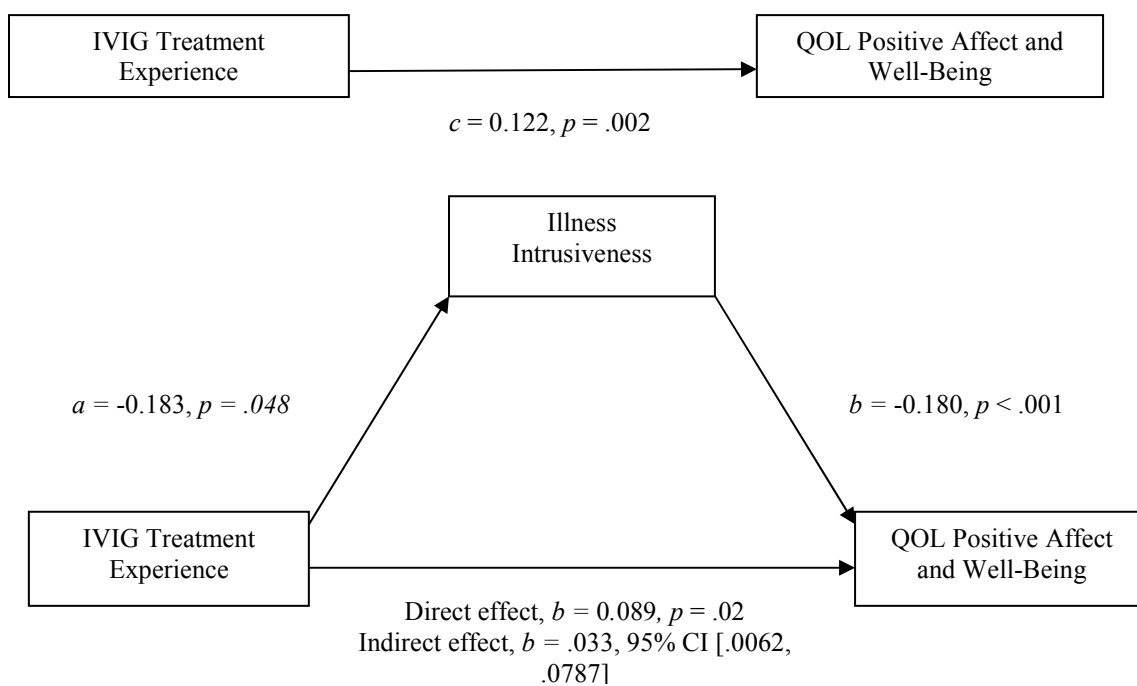 IVIG Treatment
Experience
QOL Positive Affect and
Well-Being
c = 0.122, p = .002
Illness
Intrusiveness
a = -0.183, p = .048
b = -0.180, p < .001
IVIG Treatment
Experience
QOL Positive Affect
and Well-Being
Direct effect, b = 0.089, p = .02
Indirect effect, b = .033, 95% CI [.0062,
.0787]